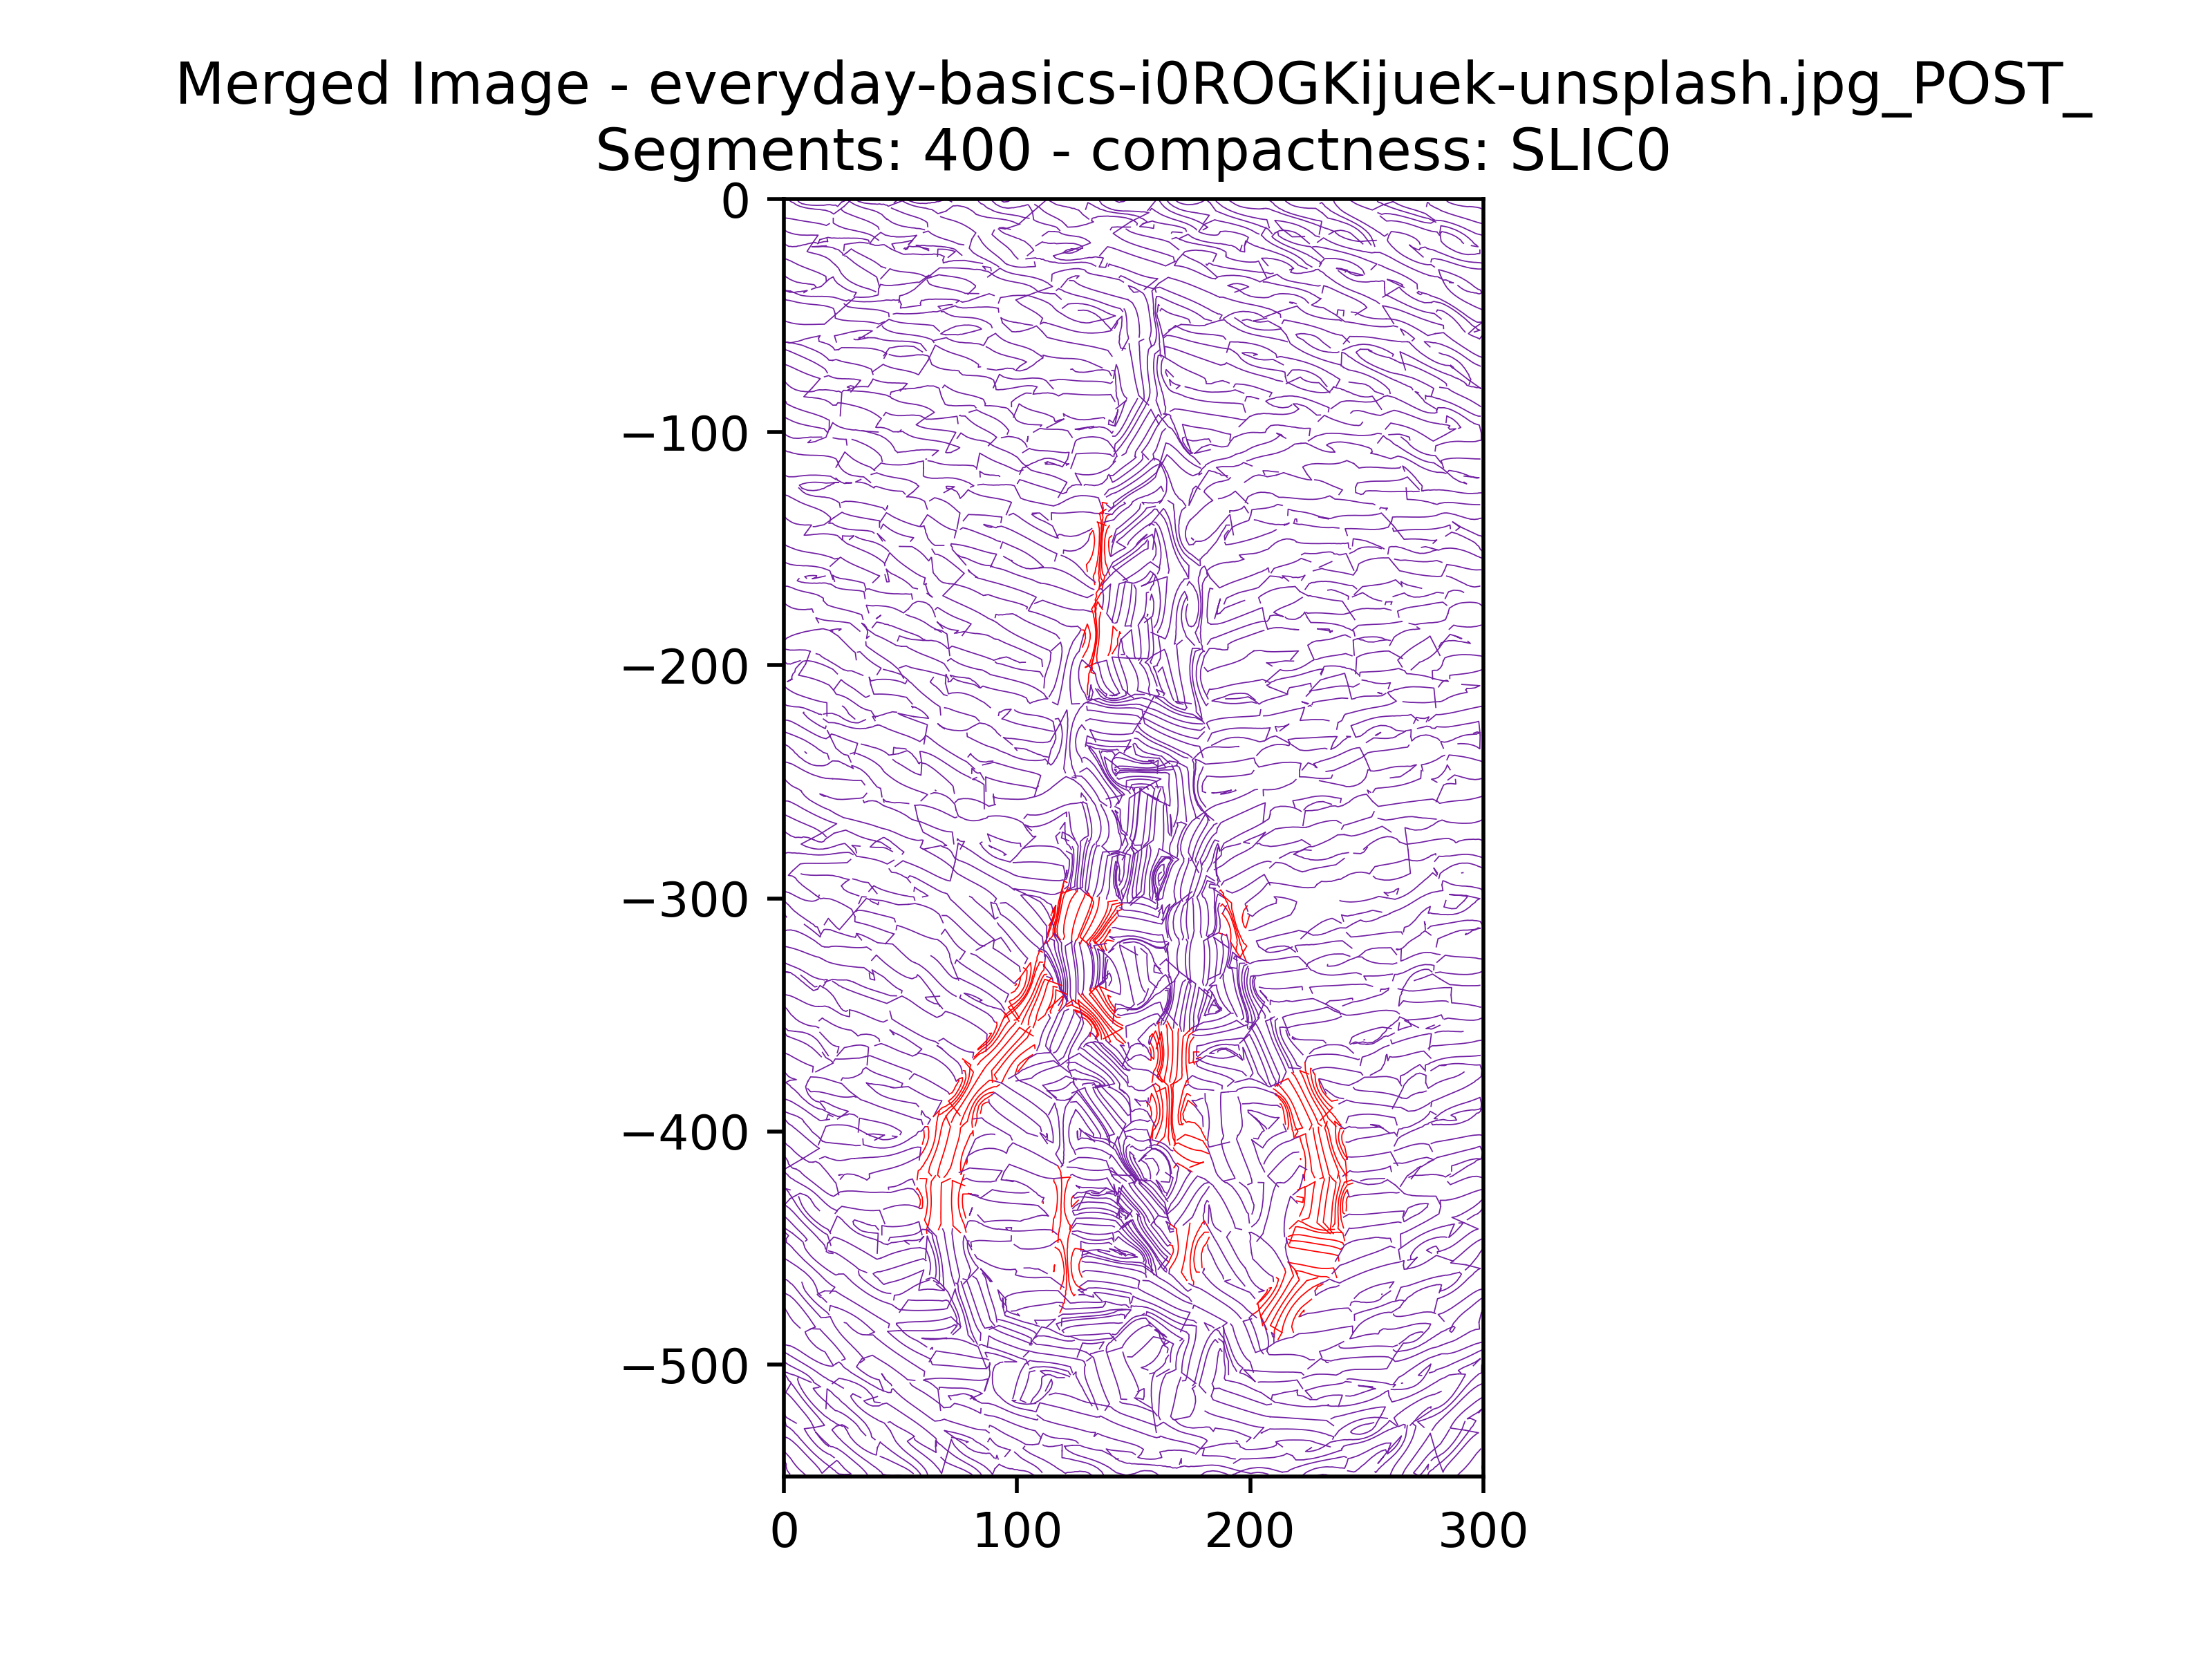 Merged Image - everyday-basics-i0ROGKijuek-unsplash.jpg_POST_
Segments: 400 - compactness: SLIC0
0
−100
−200
−300
−400
−500
0 100 200 300